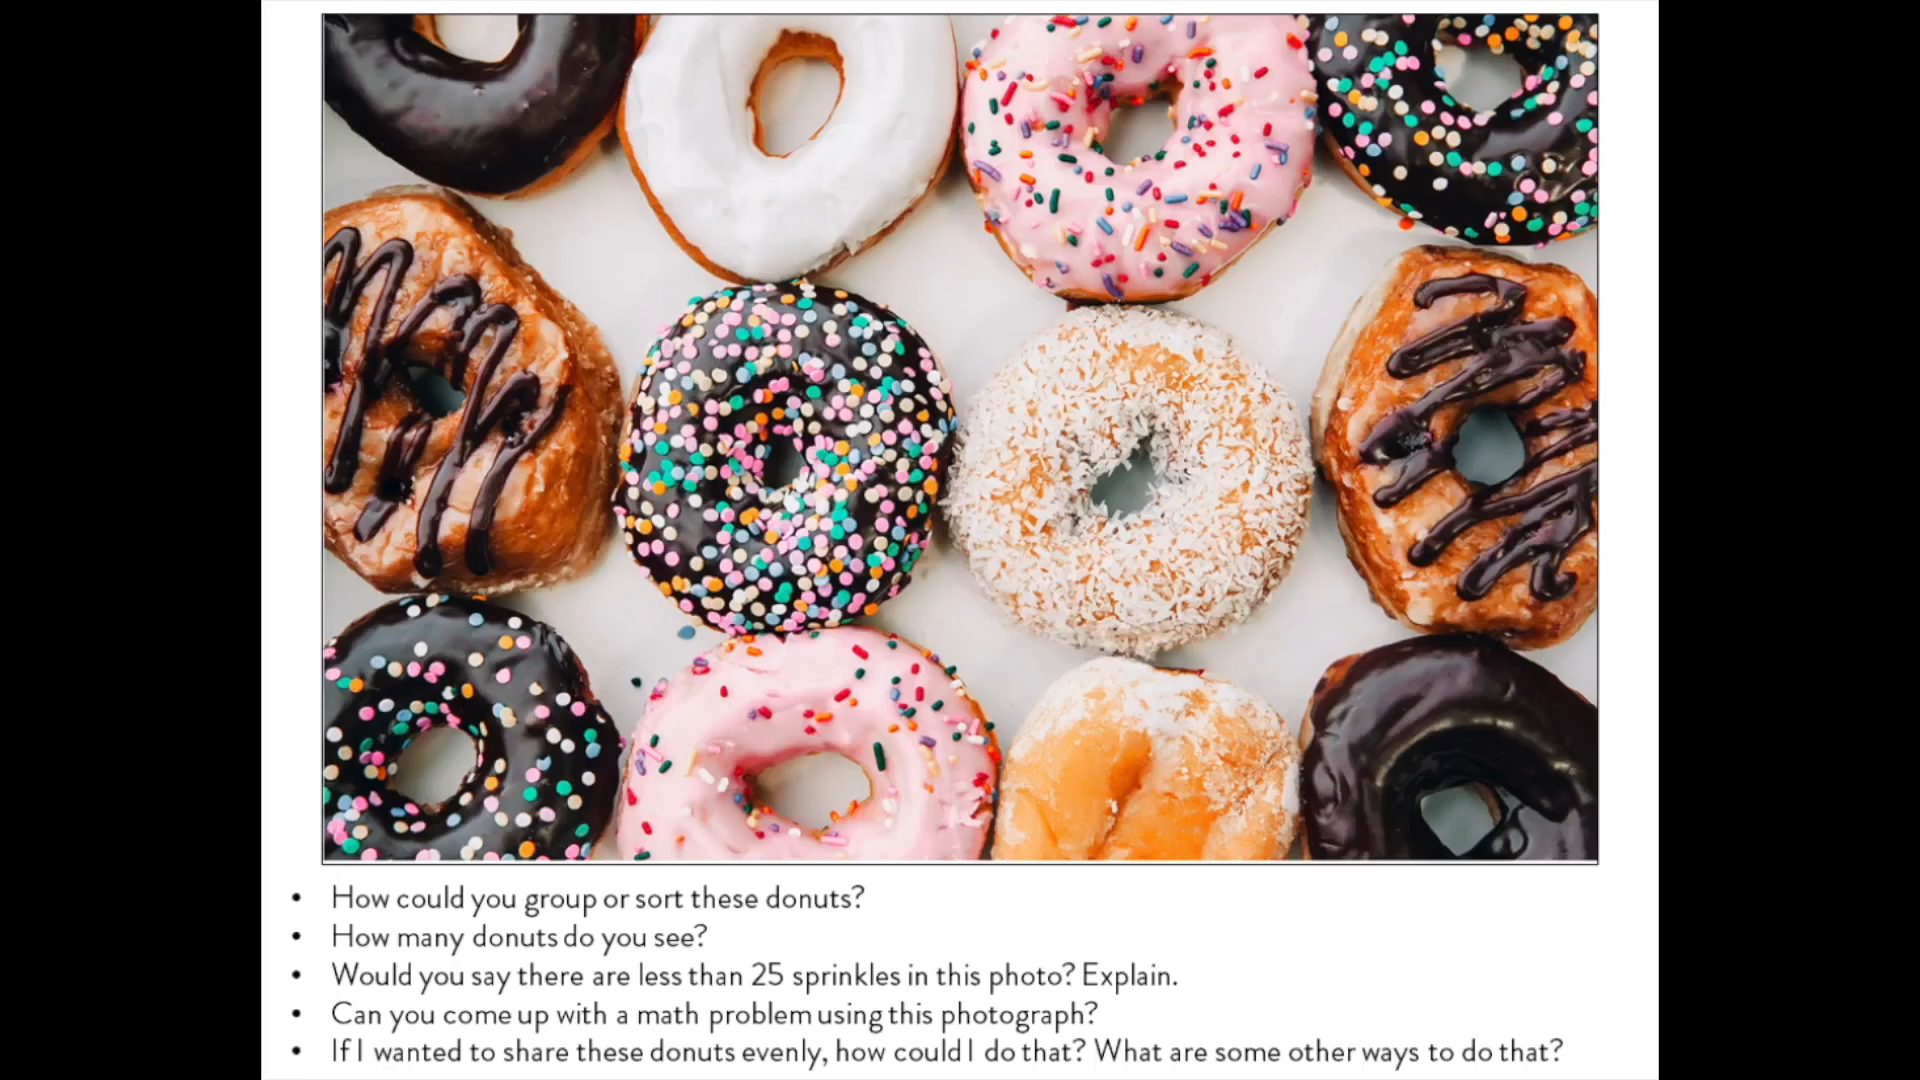 • How could you group or sort these donuts?
• How many donuts do you see?
• Would you say there are less than 25 sprinkles in this photo? Explain.
• Can you come up with a math problem using this photograph?
• If I wanted to share these donuts evenly, how could I do that? What are some other ways to do that?